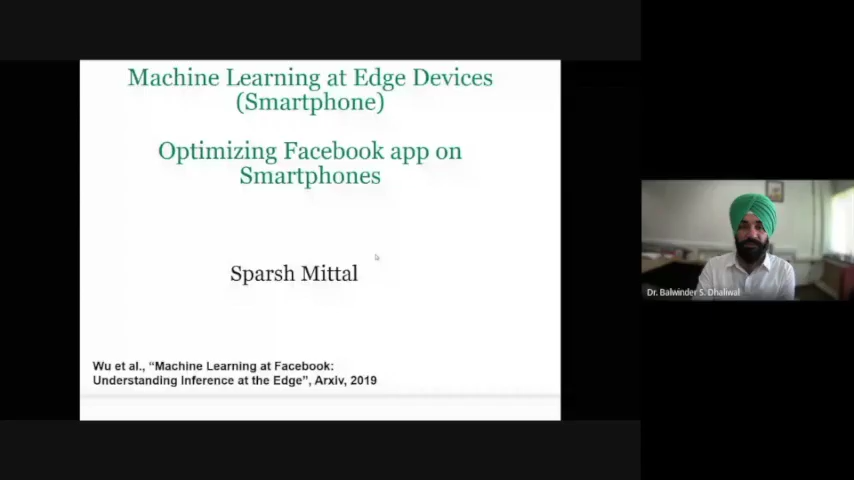 Machine Learning at Edge Devices
(Smartphone)
Optimizing Facebook app on
Smartphones
Sparsh Mittal
Wu et al., “Machine Learning at Facebook:
Understanding Inference at the Edge”, Arxiv, 2019
Dr. Balwinder S. Dhaliwal